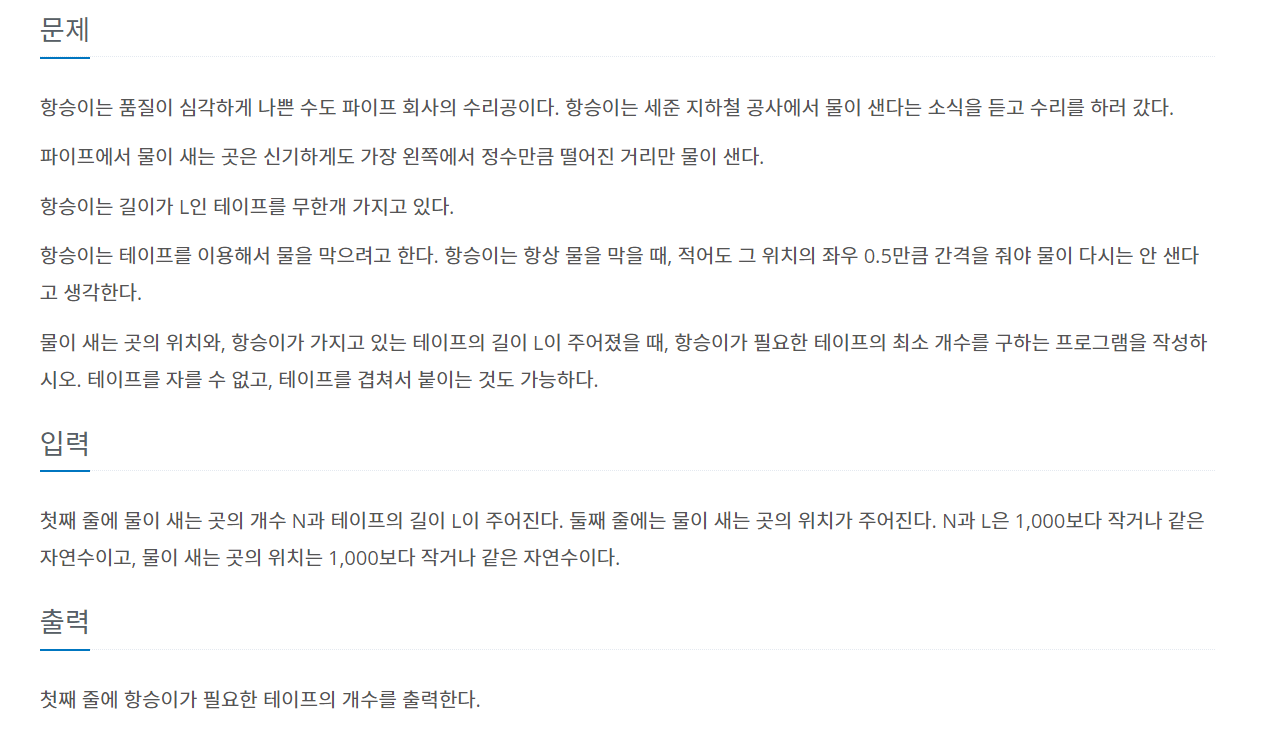 문제
항승이는 품질이 심각하게 나쁜 수도 파이프 회사의 수리공이다. 항승이는 세준 지하철 공사에서 물이 샌다는 소식을 듣고 수리를 하러 갔다.
파이프에서 물이 새는 곳은 신기하게도 가장 왼쪽에서 정수만큼 떨어진 거리만 물이 샌다.
항승이는 길이가 L인 테이프를 무한개 가지고 있다.
항승이는 테이프를 이용해서 물을 막으려고 한다. 항승이는 항상 물을 막을 때, 적어도 그 위치의 좌우 0.5만큼 간격을 줘야 물이 다시는 안 샌다
고 생각한다.
물이 새는 곳의 위치와, 항승이가 가지고 있는 테이프의 길이 L이 주어졌을 때, 항승이가 필요한 테이프의 최소 개수를 구하는 프로그램을 작성하
시오. 테이프를 자를 수 없고, 테이프를 겹쳐서 붙이는 것도 가능하다.
입력
첫째 줄에 물이 새는 곳의 개수 N과 테이프의 길이 L이 주어진다. 둘째 줄에는 물이 새는 곳의 위치가 주어진다. N과 L은 1,000보다 작거나 같은
자연수이고, 물이 새는 곳의 위치는 1,000보다 작거나 같은 자연수이다.
출력
첫째 줄에 항승이가 필요한 테이프의 개수를 출력한다.